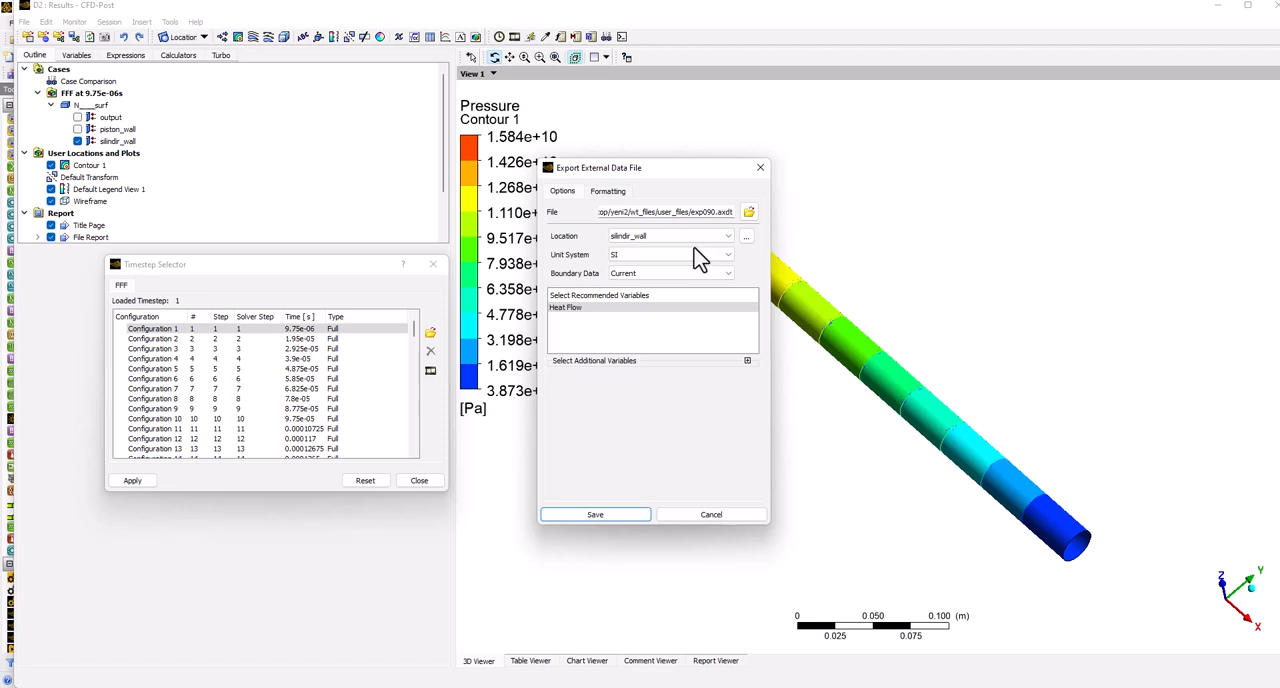 D2 : Results - CFD-Post
File Edit Monitor Session Insert Tools Help
Location
Outline Variables Expressions Calculators Turbo
Cases
Case Comparison
FFF at 9.75e-06s
N____surf
output
piston_wall
silindir_wall
User Locations and Plots
Contour 1
Default Transform
Default Legend View 1
Wireframe
Report
Title Page
File Report
View 1
Pressure
Contour 1
1.584e+10
1.426e+
1.268e+
1.110e+
9.517e+
7.938e+
6.358e+
4.778e+
3.198e+
1.619e+
3.873e+
[Pa]
Timestep Selector
?
FFF
Loaded Timestep: 1
Configuration # Step Solver Step Time [ s ] Type
Configuration 1 1 1 1 9.75e-06 Full
Configuration 2 2 2 2 1.95e-05 Full
Configuration 3 3 3 3 2.925e-05 Full
Configuration 4 4 4 4 3.9e-05 Full
Configuration 5 5 5 5 4.875e-05 Full
Configuration 6 6 6 6 5.85e-05 Full
Configuration 7 7 7 7 6.825e-05 Full
Configuration 8 8 8 8 7.8e-05 Full
Configuration 9 9 9 9 8.775e-05 Full
Configuration 10 10 10 10 9.75e-05 Full
Configuration 11 11 11 11 0.00010725 Full
Configuration 12 12 12 12 0.000117 Full
Configuration 13 13 13 13 0.00012675 Full
Apply Reset Close
Export External Data File
Options Formatting
File :op/yeni2/wt_files/user_files/exp090.axdt
Location silindir_wall ...
Unit System SI
Boundary Data Current
Select Recommended Variables
Heat Flow
Select Additional Variables
Save Cancel
0 0.050 0.100 (m)
0.025 0.075
Z
Y
X
3D Viewer Table Viewer Chart Viewer Comment Viewer Report Viewer